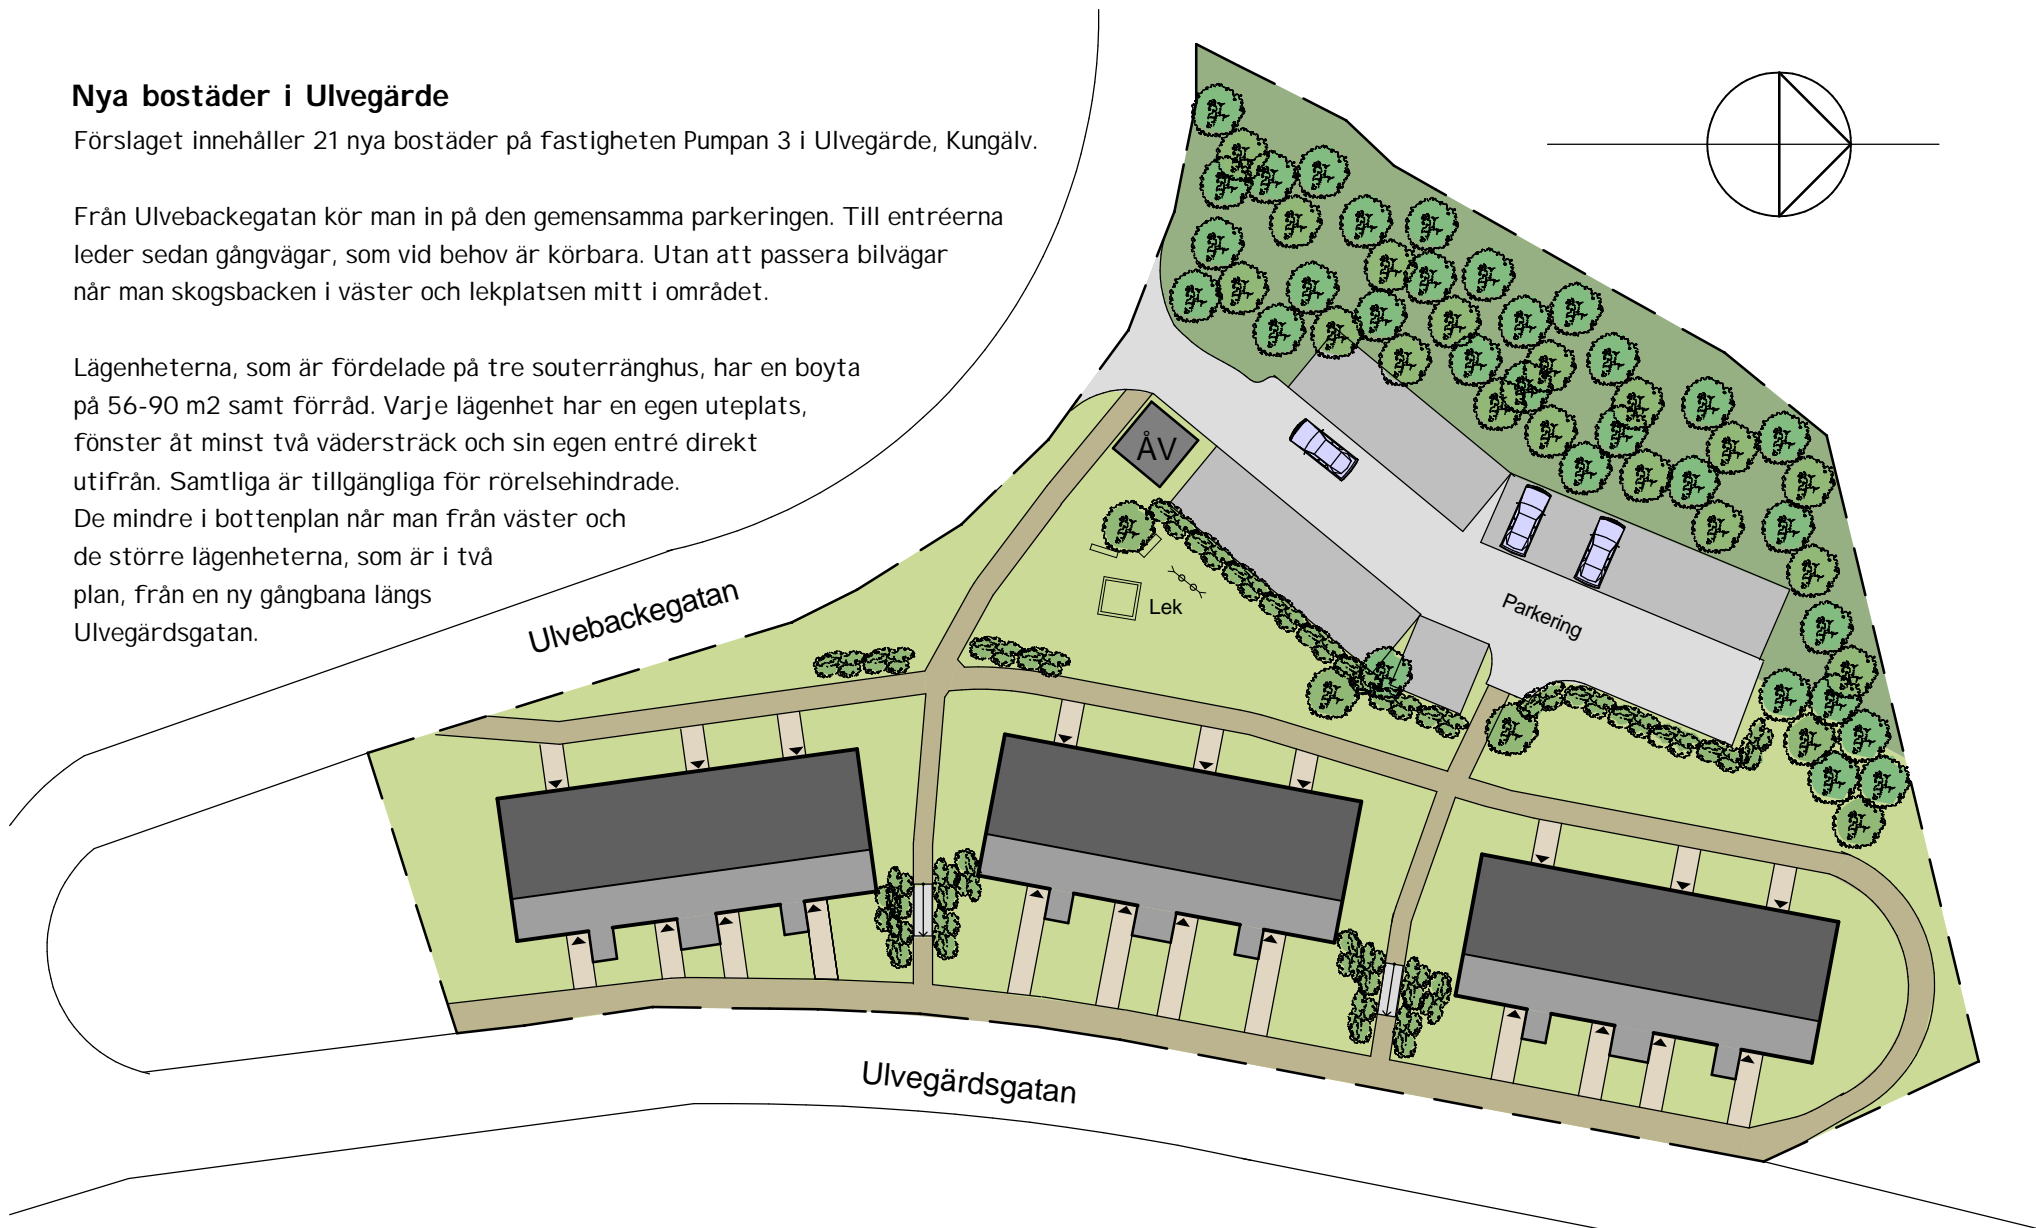 Nya bostäder i Ulvegärde
Förslaget innehåller 21 nya bostäder på fastigheten Pumpan 3 i Ulvegärde, Kungälv.
Från Ulvebackegatan kör man in på den gemensamma parkeringen. Till entréerna
leder sedan gångvägar, som vid behov är körbara. Utan att passera bilvägar
når man skogsbacken i väster och lekplatsen mitt i området.
Lägenheterna, som är fördelade på tre souterränghus, har en boyta
på 56-90 m2 samt förråd. Varje lägenhet har en egen uteplats,
fönster åt minst två vädersträck och sin egen entré direkt
utifrån. Samtliga är tillgängliga för rörelsehindrade.
De mindre i bottenplan når man från väster och
de större lägenheterna, som är i två
plan, från en ny gångbana längs
Ulvegärdsgatan.
ÅV
Ulvebackegatan
Lek
Parkering
Ulvegärdsgatan